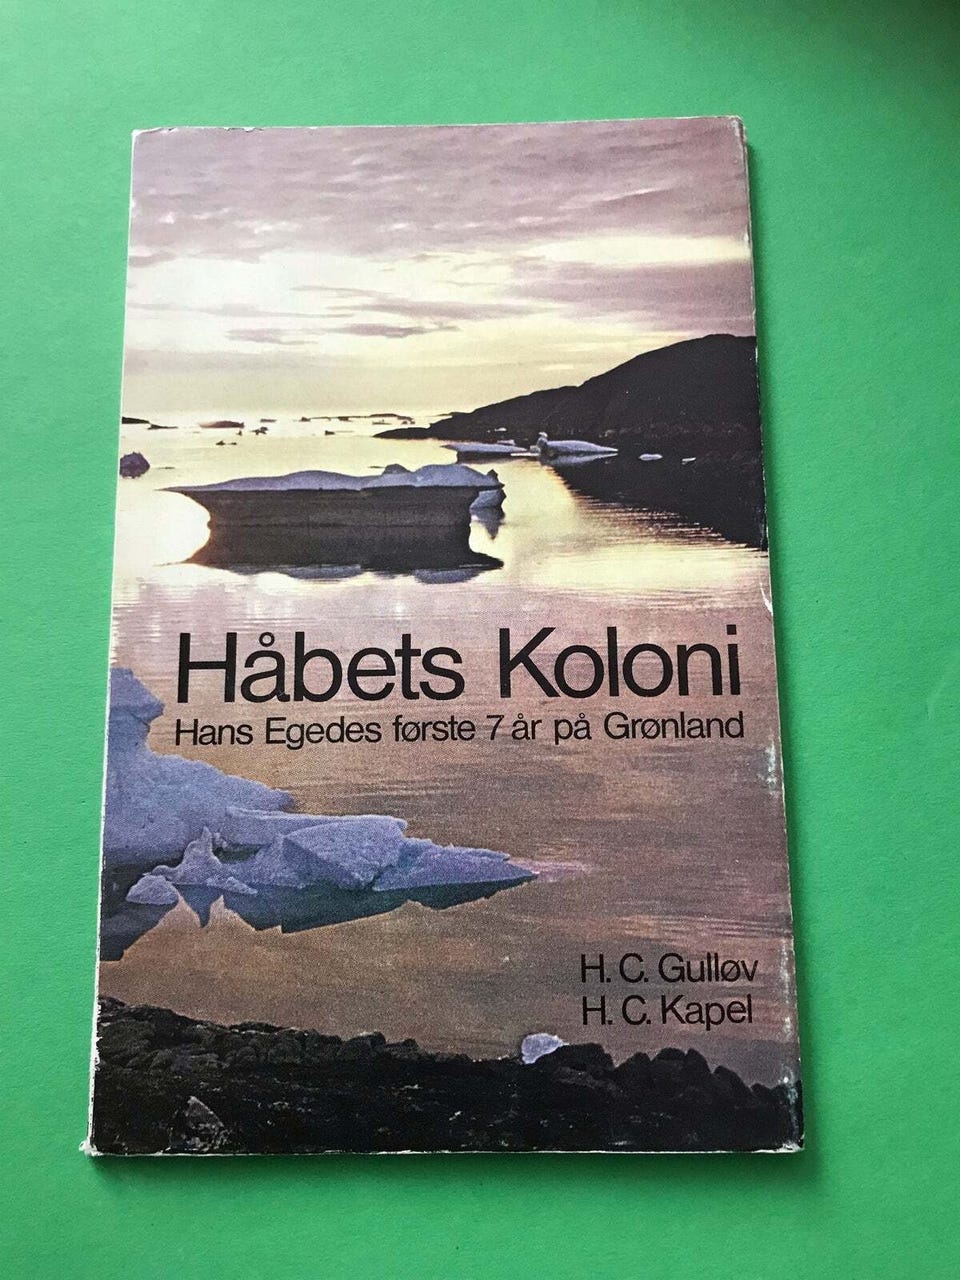 Håbets Koloni
Hans Egedes første 7 år på Grønland
H. C. Gulløv
H. C. Kapel